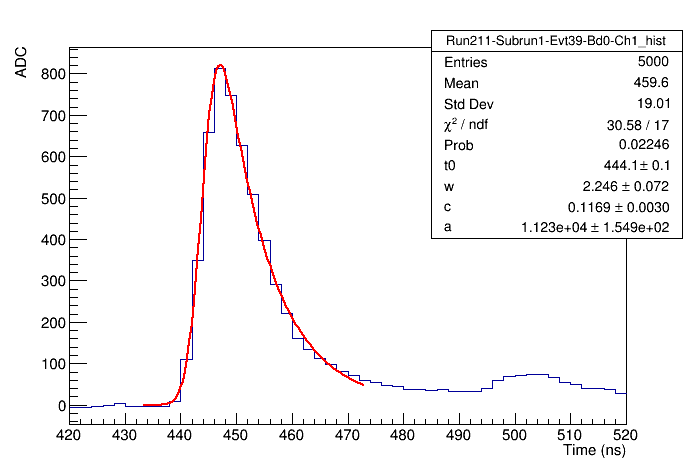 Run211-Subrun1-Evt39-Bd0-Ch1_hist
Entries 5000
Mean 459.6
Std Dev 19.01
χ² / ndf 30.58 / 17
Prob 0.02246
t0 444.1 ± 0.1
w 2.246 ± 0.072
c 0.1169 ± 0.0030
a 1.123e+04 ± 1.549e+02
ADC
800
700
600
500
400
300
200
100
0
420 430 440 450 460 470 480 490 500 510 520
Time (ns)